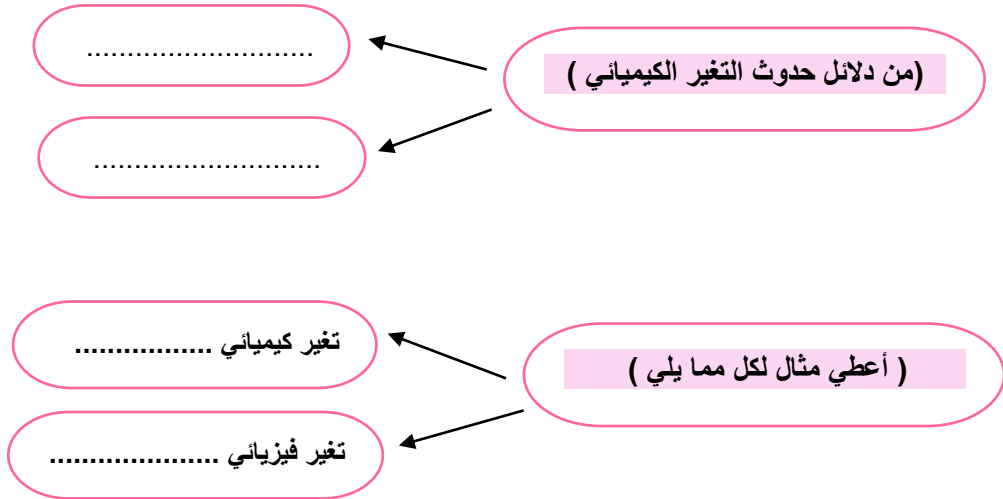 (من دلائل حدوث التغير الكيميائي )
............................
............................
( أعطي مثال لكل مما يلي )
تغير كيميائي .................
تغير فيزيائي .....................